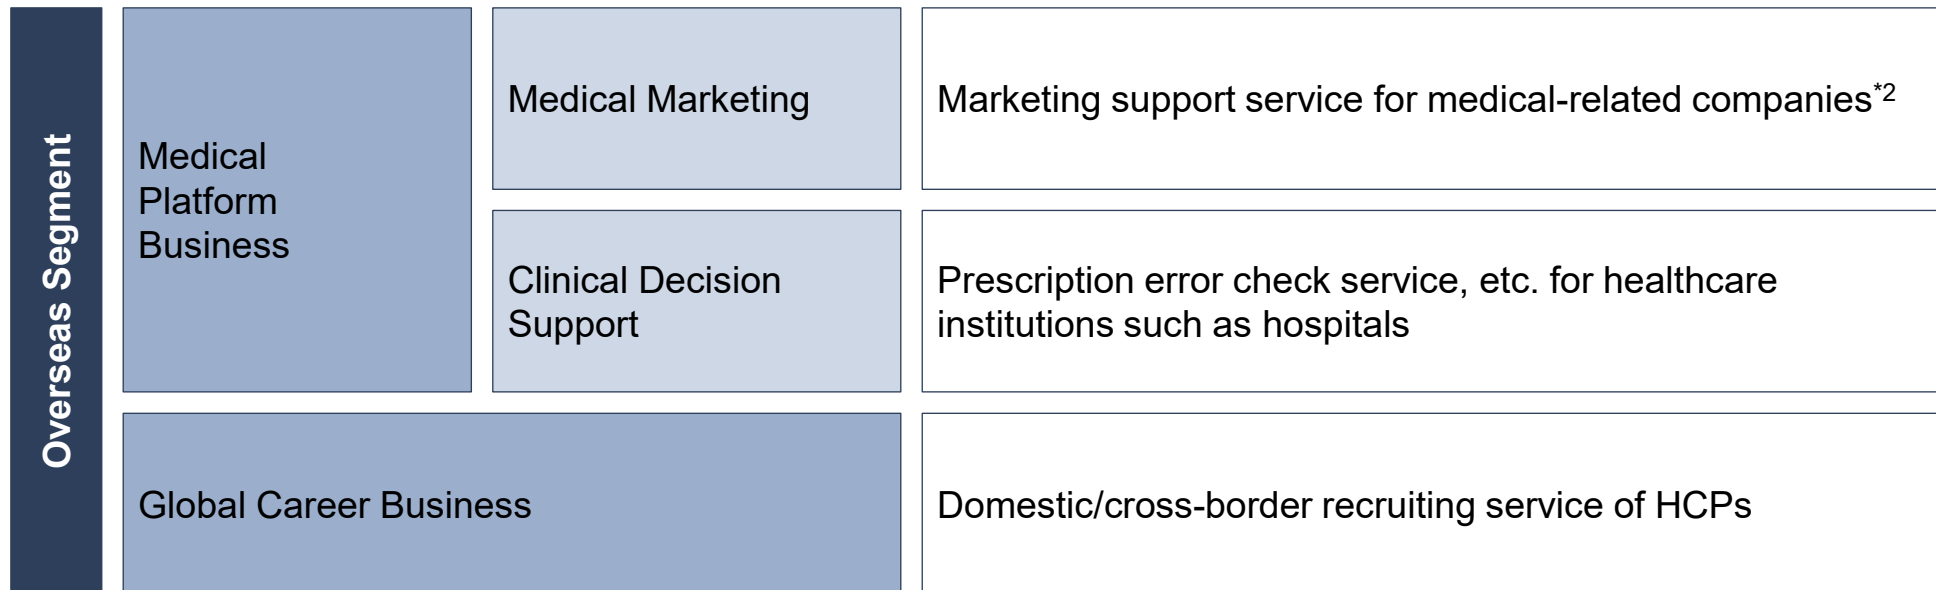 Overseas Segment
Medical
Platform
Business
Medical Marketing
Marketing support service for medical-related companies*2
Clinical Decision
Support
Prescription error check service, etc. for healthcare
institutions such as hospitals
Global Career Business
Domestic/cross-border recruiting service of HCPs